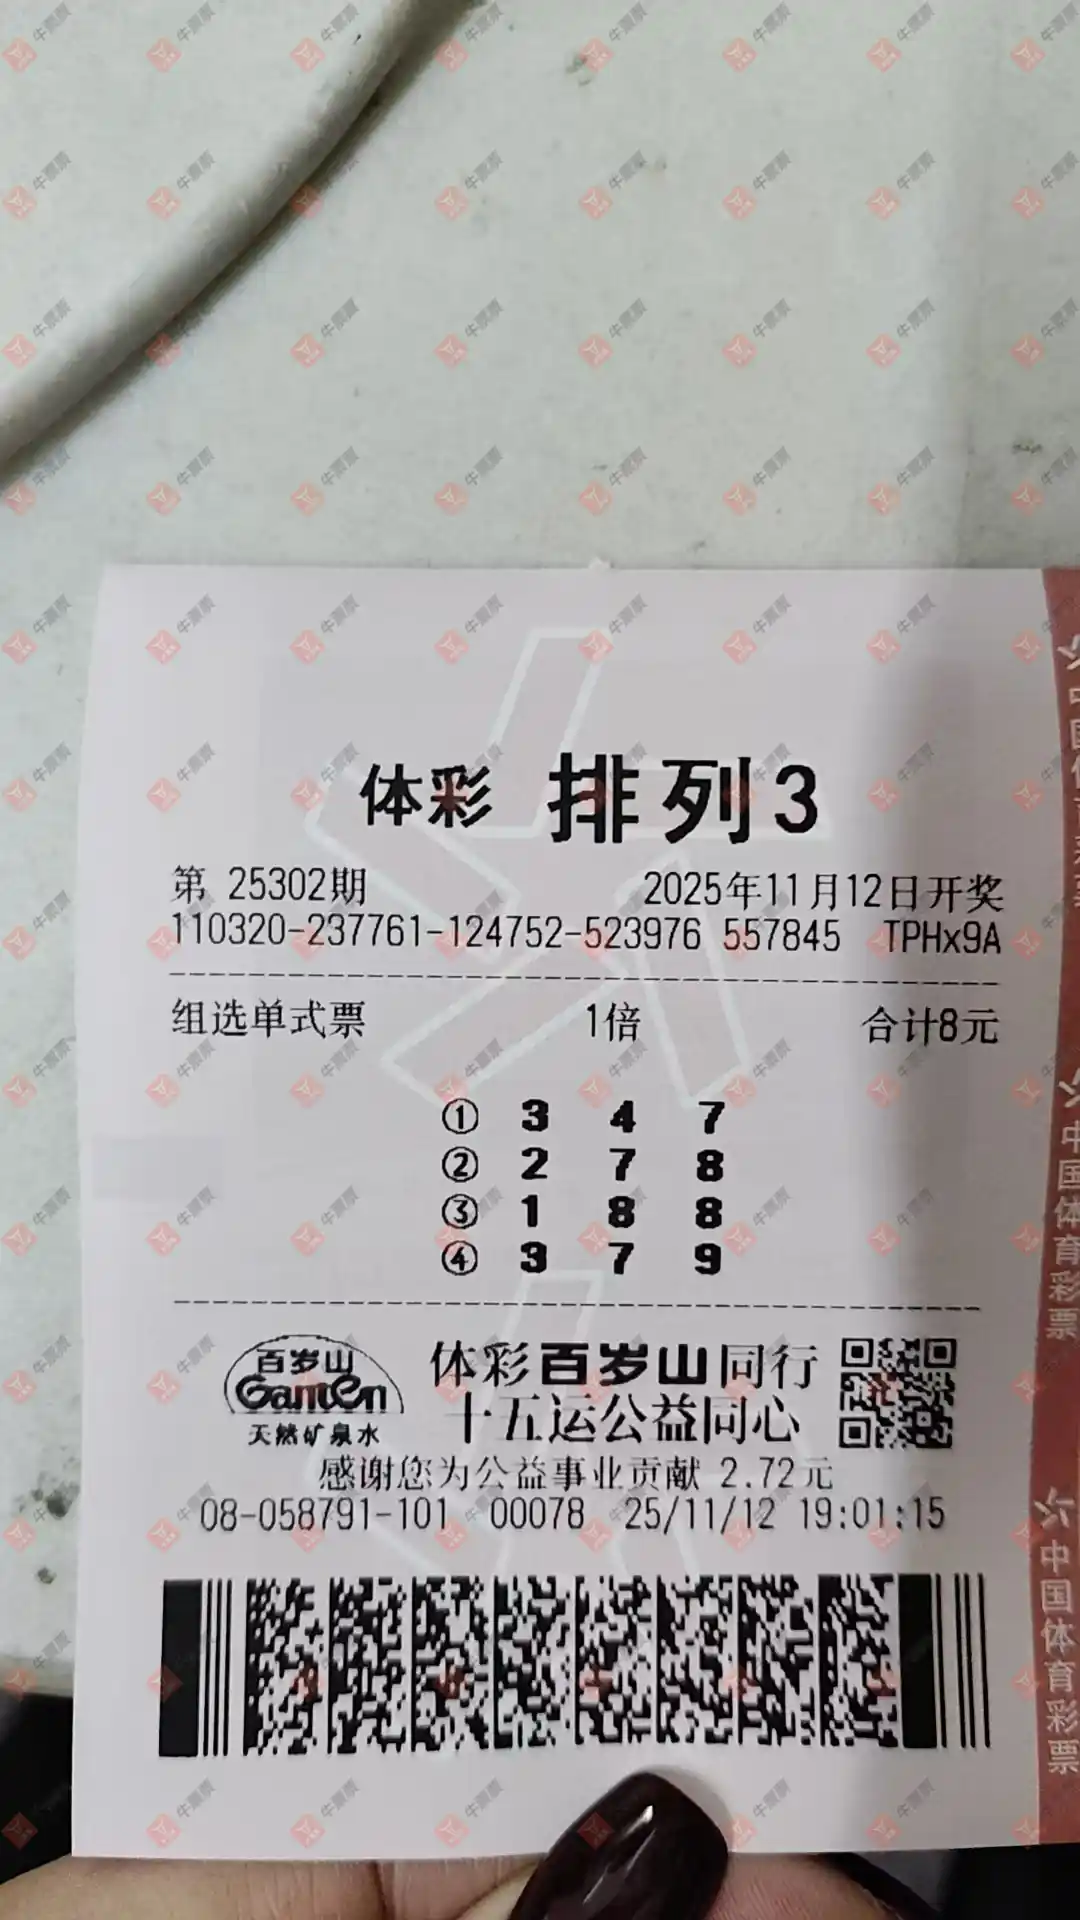 体彩 排列3
第 25302期 2025年11月12日开奖
110320-237761-124752-523976 557845 TPHx9A
组选单式票 1倍 合计8元
① 3 4 7
② 2 7 8
③ 1 8 8
④ 3 7 9
百岁山
Ganten
天然矿泉水
体彩百岁山同行
十五运公益同心
感谢您为公益事业贡献 2.72元
08-058791-101 00078 25/11/12 19:01:15
中国体育彩票
中国体育彩票
牛票票